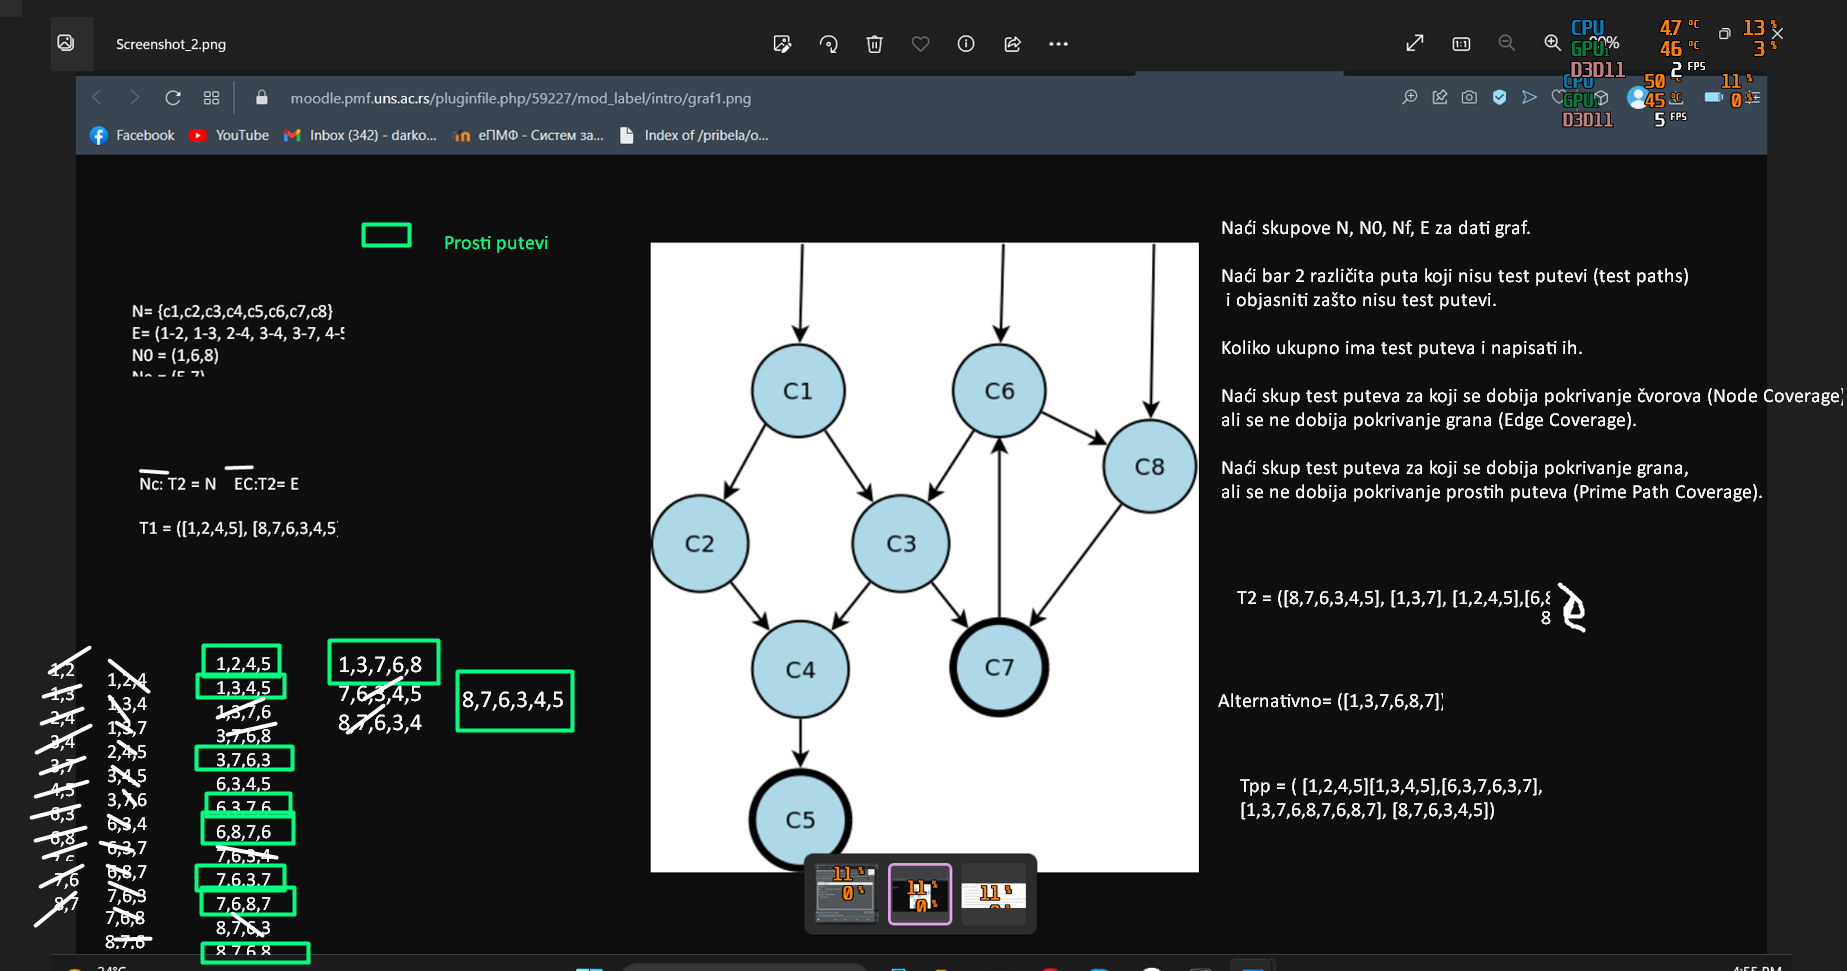 Screenshot_2.png
CPU 47 °C 13 %
GPU 46 °C 3 %
D3D11 2 FPS
CPU 50 11 %
GPU 45 °C 0 %
D3D11 5 FPS
moodle.pmf.uns.ac.rs/pluginfile.php/59227/mod_label/intro/graf1.png
Facebook YouTube Inbox (342) - darko... еПМФ - Систем за... Index of /pribela/o...
Prosti putevi
N= {c1,c2,c3,c4,c5,c6,c7,c8}
E= (1-2, 1-3, 2-4, 3-4, 3-7, 4-5
N0 = (1,6,8)
Nc: T2 = N EC:T2= E
T1 = ([1,2,4,5], [8,7,6,3,4,5]
C1
C6
C8
C2
C3
C4
C7
C5
Naći skupove N, N0, Nf, E za dati graf.
Naći bar 2 različita puta koji nisu test putevi (test paths)
i objasniti zašto nisu test putevi.
Koliko ukupno ima test puteva i napisati ih.
Naći skup test puteva za koji se dobija pokrivanje čvorova (Node Coverage)
ali se ne dobija pokrivanje grana (Edge Coverage).
Naći skup test puteva za koji se dobija pokrivanje grana,
ali se ne dobija pokrivanje prostih puteva (Prime Path Coverage).
T2 = ([8,7,6,3,4,5], [1,3,7], [1,2,4,5],[6,8
8
Alternativno= ([1,3,7,6,8,7])
Tpp = ( [1,2,4,5][1,3,4,5],[6,3,7,6,3,7],
[1,3,7,6,8,7,6,8,7], [8,7,6,3,4,5])
1,2
1,3
2,4
3,4
3,7
4,5
6,3
6,8
7,6
8,7
1,2,4
1,3,4
1,3,7
2,4,5
3,4,5
3,7,6
6,3,4
6,3,7
6,8,7
7,6,3
7,6,8
8,7,6
1,2,4,5
1,3,4,5
1,3,7,6
3,7,6,8
3,7,6,3
6,3,4,5
6,3,7,6
6,8,7,6
7,6,3,4
7,6,3,7
7,6,8,7
8,7,6,3
8,7,6,8
1,3,7,6,8
7,6,3,4,5
8,7,6,3,4
8,7,6,3,4,5
11 %
0 %
11 %
0 %
11 %
24°C
4:55 PM